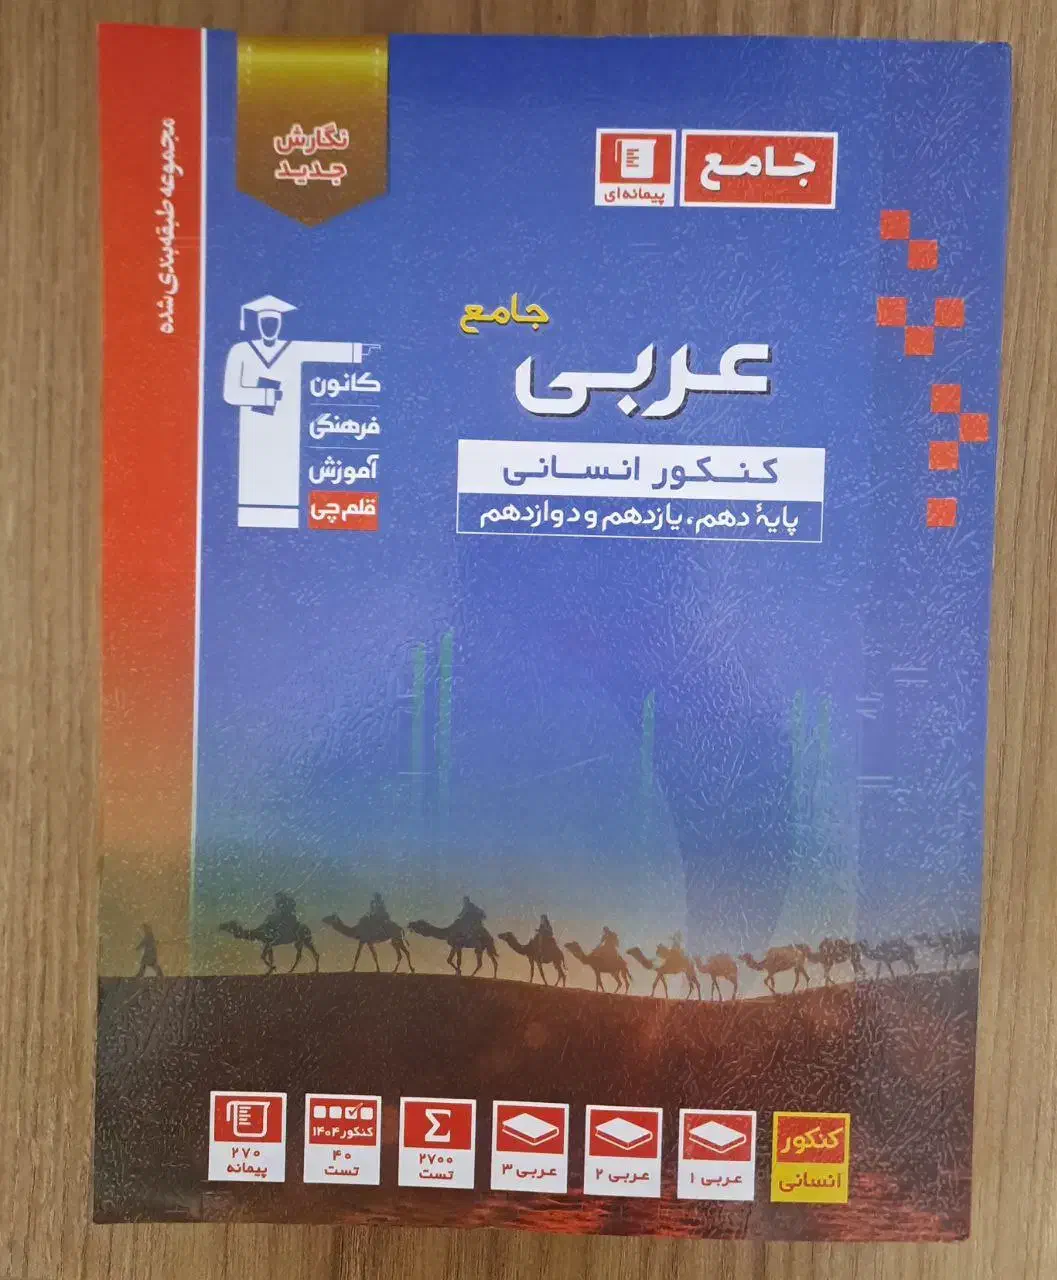 مجموعه طبقه‌بندی شده
نگارش
جدید
جامع
پیمانه‌ای
جامع
عربی
کنکور انسانی
پایهٔ دهم، یازدهم و دوازدهم
کانون
فرهنگی
آموزش
قلم‌چی
کنکور
انسانی
عربی ۱
عربی ۲
عربی ۳
۲۷۰۰
تست
کنکور ۱۴۰۴
۴۰
تست
۲۷۰
پیمانه